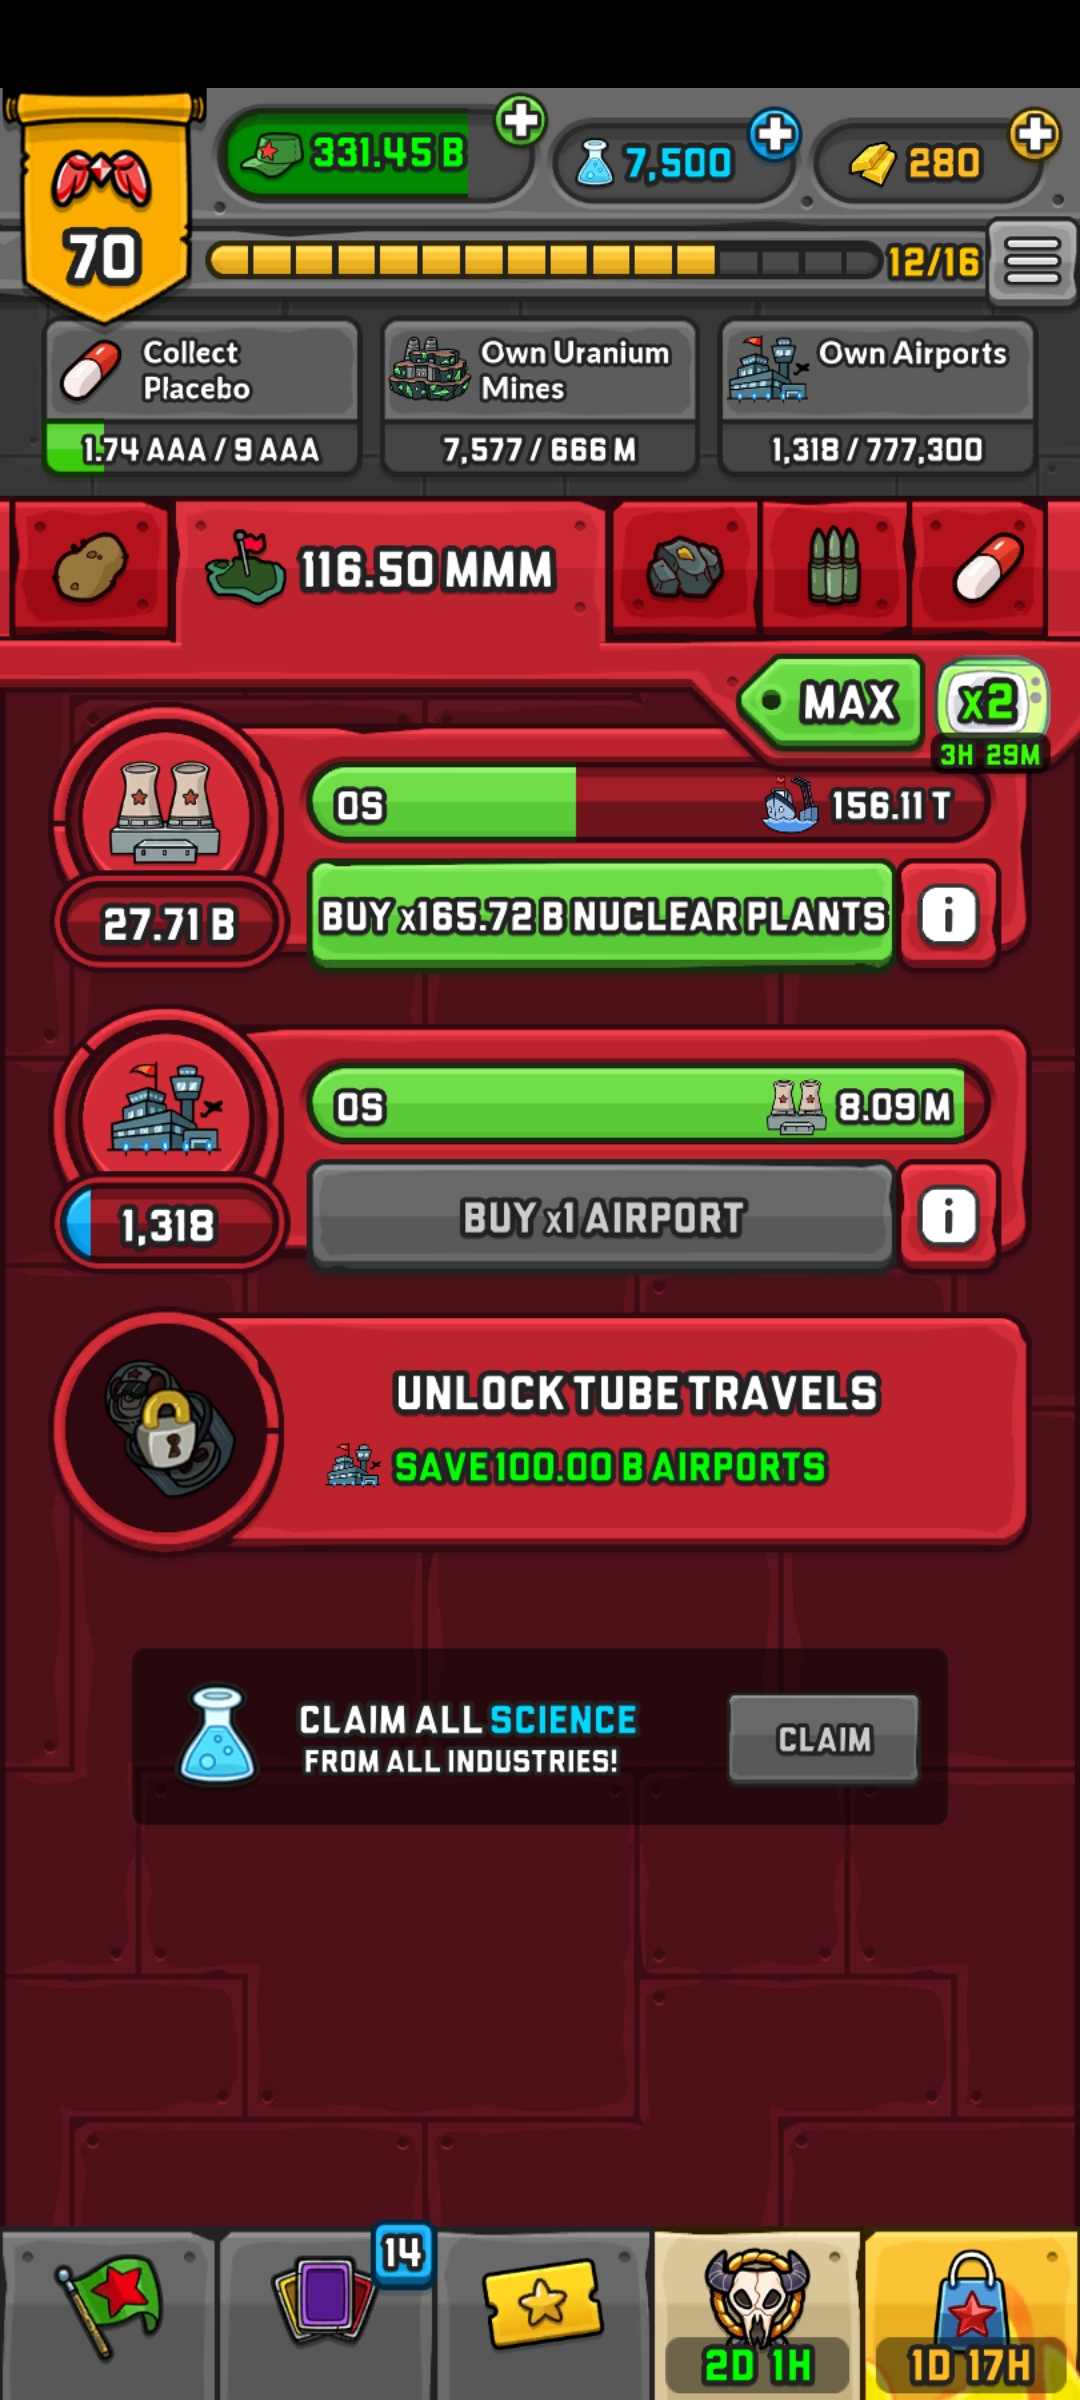 331.45 B
7,500
280
70
12/16
Collect
Placebo
1.74 AAA / 9 AAA
Own Uranium
Mines
7,577 / 666 M
Own Airports
1,318 / 777,300
116.50 MMM
MAX
x2
3H 29M
0S
156.11 T
27.71 B
BUY x165.72 B NUCLEAR PLANTS
i
0S
8.09 M
1,318
BUY x1 AIRPORT
i
UNLOCK TUBE TRAVELS
SAVE 100.00 B AIRPORTS
CLAIM ALL SCIENCE
FROM ALL INDUSTRIES!
CLAIM
14
2D 1H
1D 17H